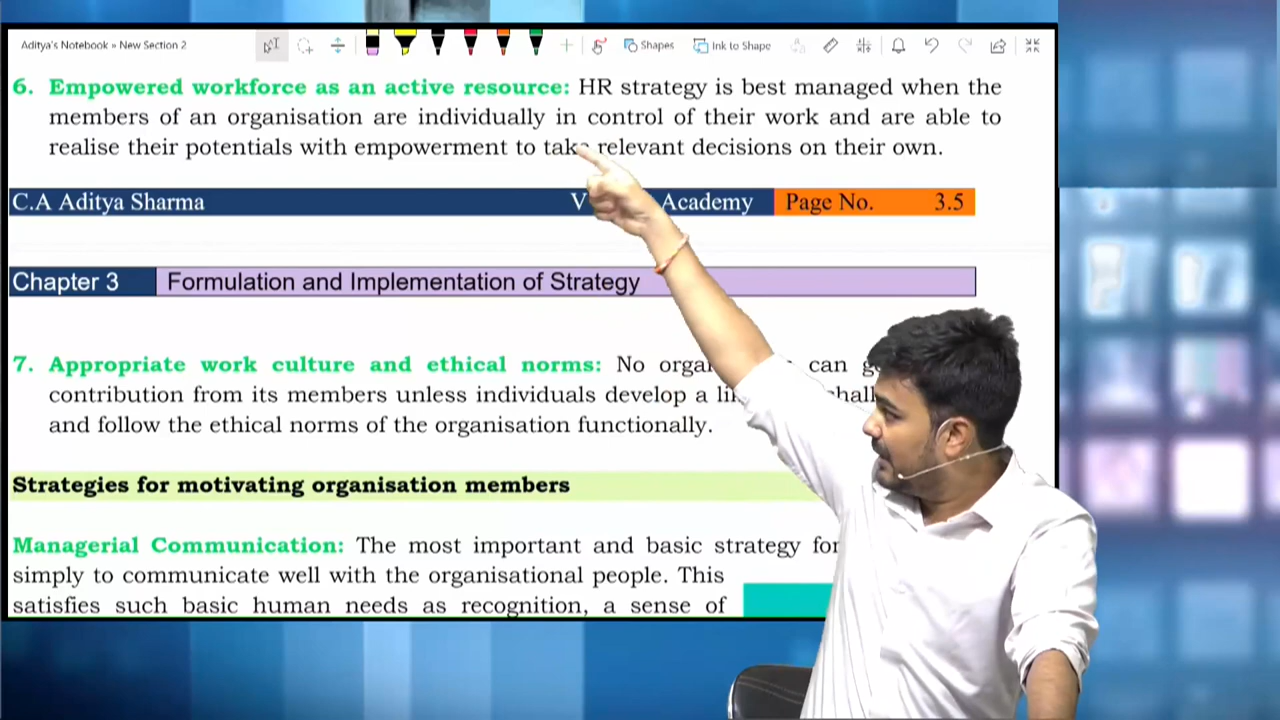 Aditya's Notebook » New Section 2
Shapes
Ink to Shape
6. Empowered workforce as an active resource: HR strategy is best managed when the
members of an organisation are individually in control of their work and are able to
realise their potentials with empowerment to take relevant decisions on their own.
C.A Aditya Sharma Academy Page No. 3.5
Chapter 3 Formulation and Implementation of Strategy
7. Appropriate work culture and ethical norms: No can
contribution from its members unless individuals develop a
and follow the ethical norms of the organisation functionally.
Strategies for motivating organisation members
Managerial Communication: The most important and basic strategy for
simply to communicate well with the organisational people. This
satisfies such basic human needs as recognition, a sense of